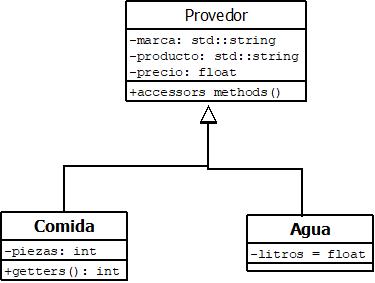 Provedor
-marca: std::string
-producto: std::string
-precio: float
+accessors methods()
Comida
-piezas: int
+getters(): int
Agua
-litros = float